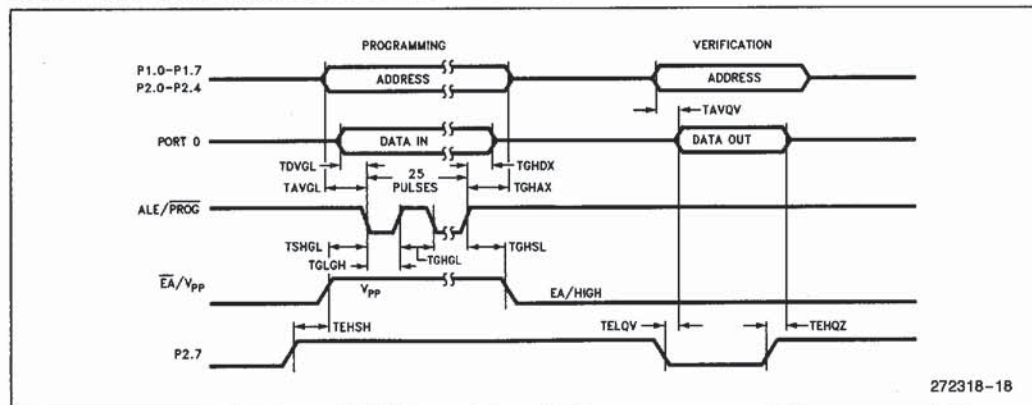 PROGRAMMING VERIFICATION
P1.0–P1.7
P2.0–P2.4
ADDRESS ADDRESS
TAVQV
PORT 0 DATA IN DATA OUT
TDVGL 25 TGHDX
TAVGL PULSES TGHAX
ALE/PROG
TSHGL TGHSL
TGLGH TGHGL
EA/VPP VPP EA/HIGH
TEHSH TELQV TEHQZ
P2.7
272318–18